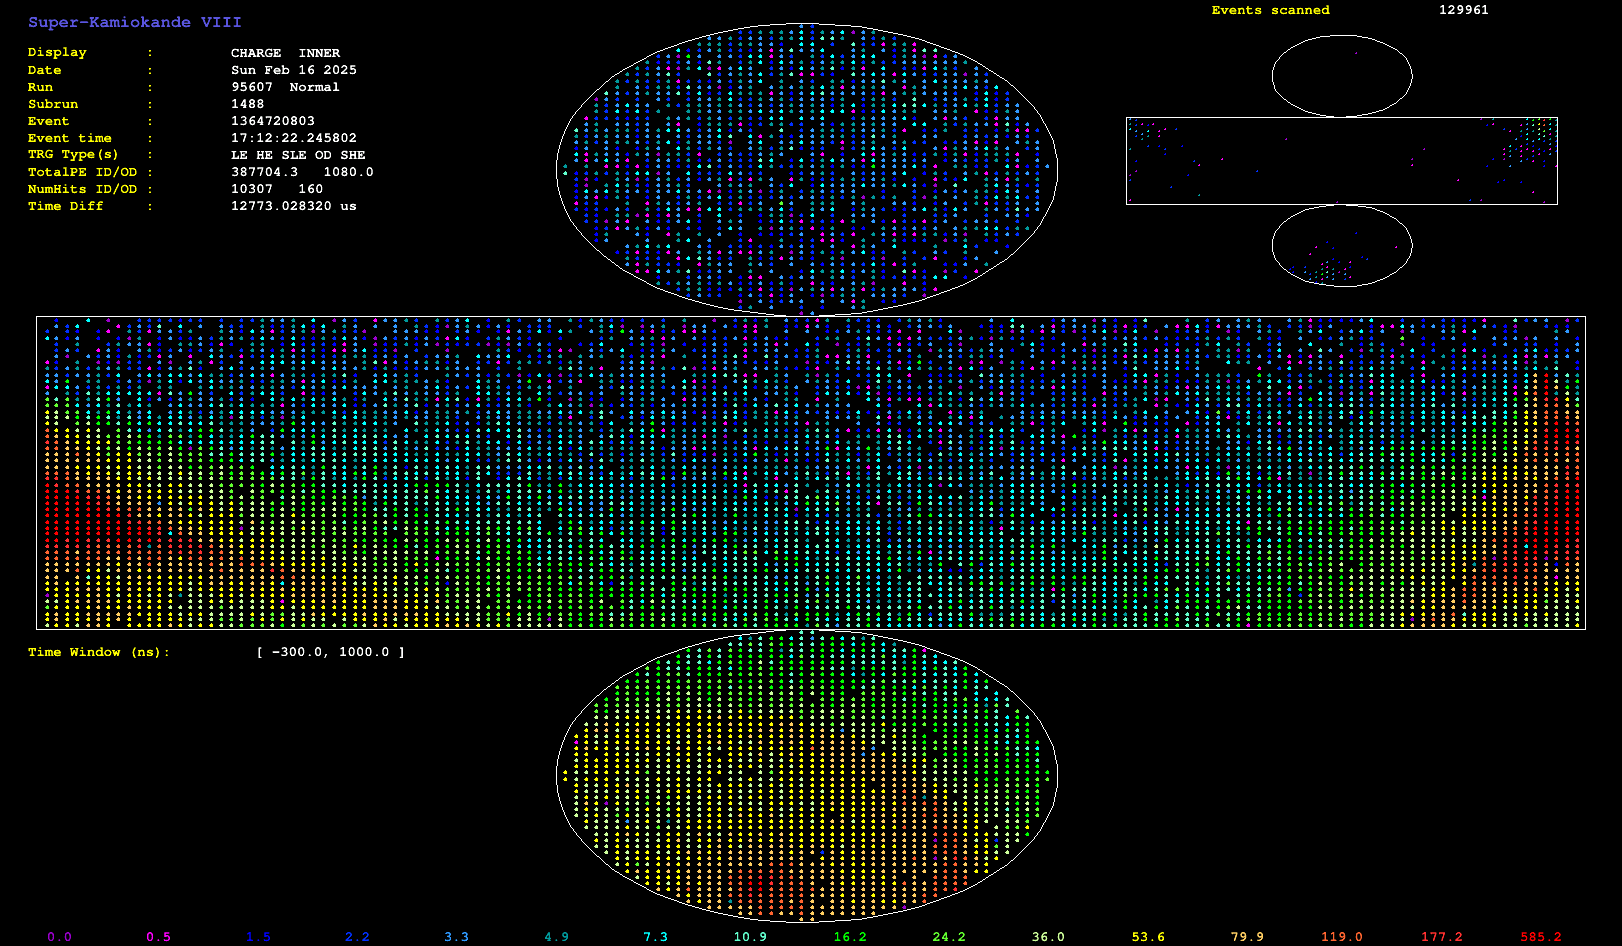 Super-Kamiokande VIII
Events scanned 129961
Display : CHARGE INNER
Date : Sun Feb 16 2025
Run : 95607 Normal
Subrun : 1488
Event : 1364720803
Event time : 17:12:22.245802
TRG Type(s) : LE HE SLE OD SHE
TotalPE ID/OD : 387704.3 1080.0
NumHits ID/OD : 10307 160
Time Diff : 12773.028320 us
Time Window (ns): [ -300.0, 1000.0 ]
0.0 0.5 1.5 2.2 3.3 4.9 7.3 10.9 16.2 24.2 36.0 53.6 79.9 119.0 177.2 585.2